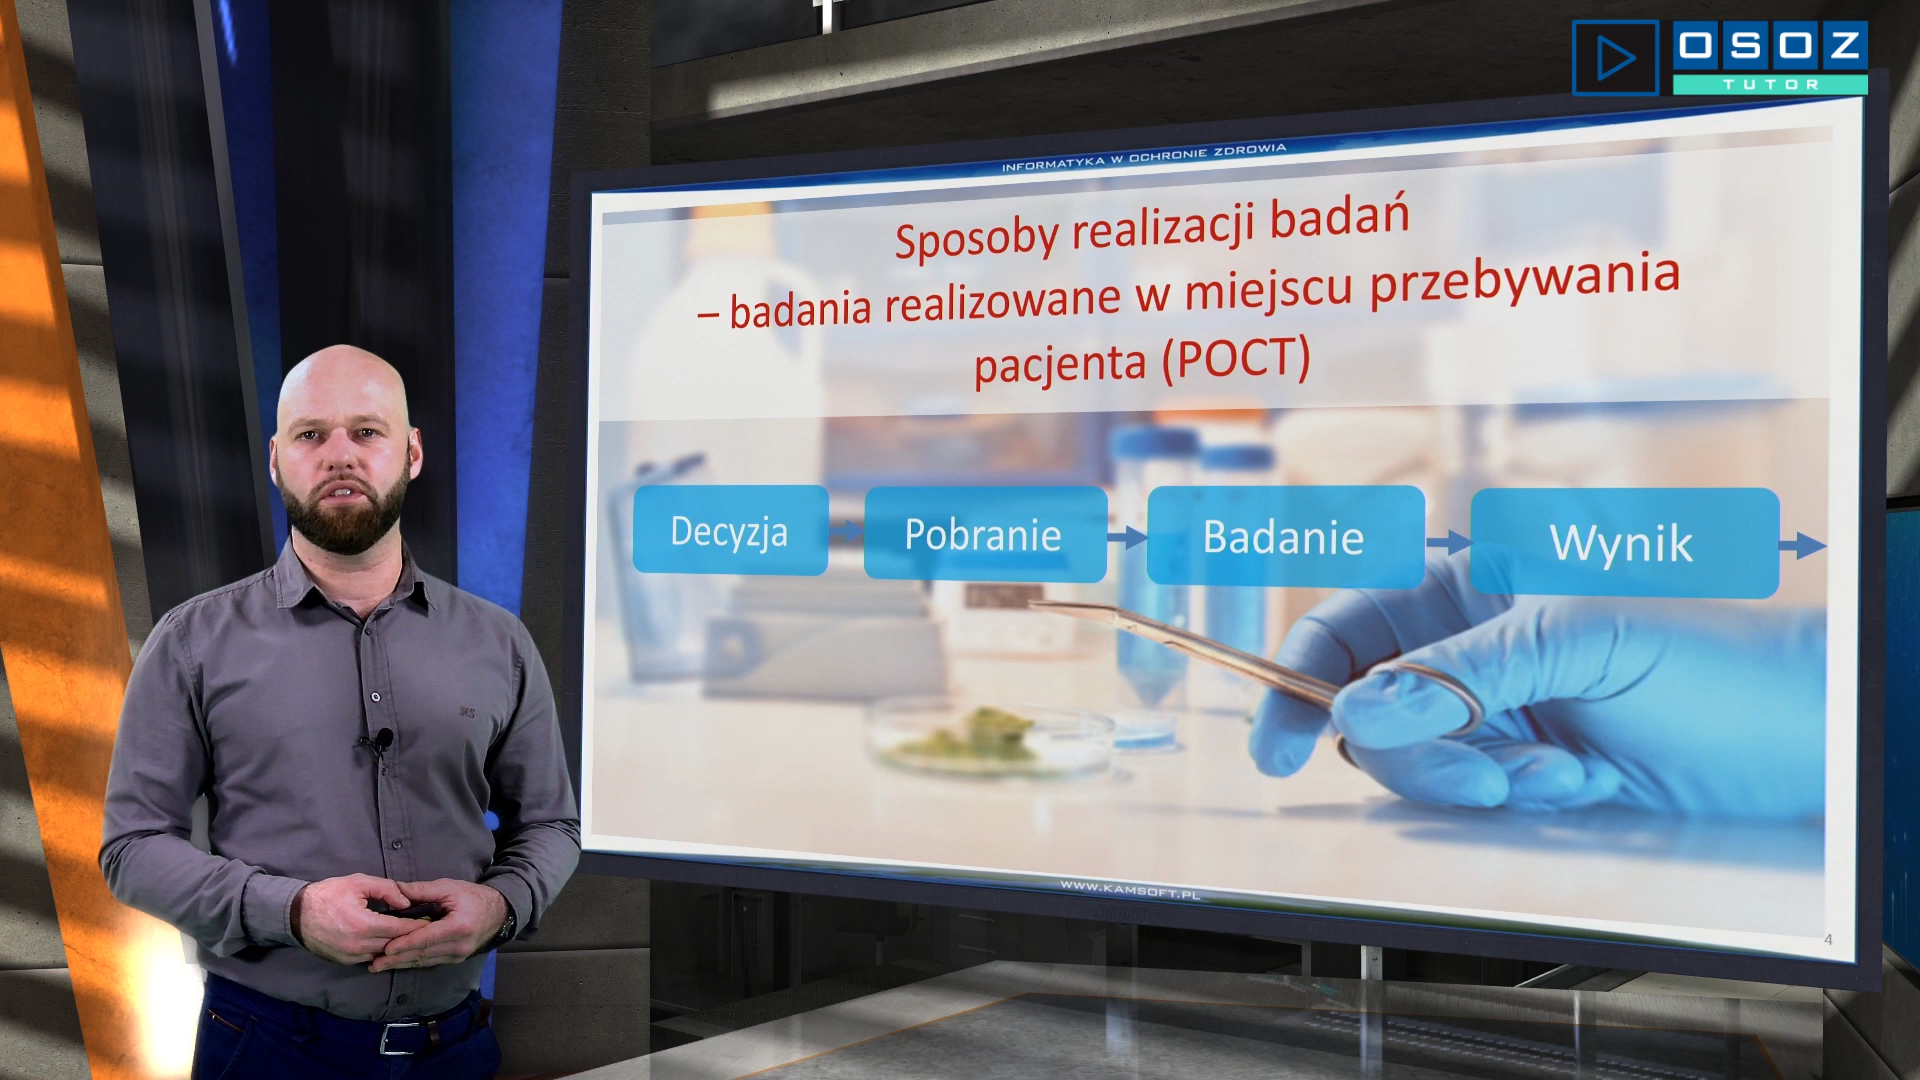 OSOZ
TUTOR
INFORMATYKA W OCHRONIE ZDROWIA
Sposoby realizacji badań
– badania realizowane w miejscu przebywania
pacjenta (POCT)
Decyzja
Pobranie
Badanie
Wynik
WWW.KAMSOFT.PL
4